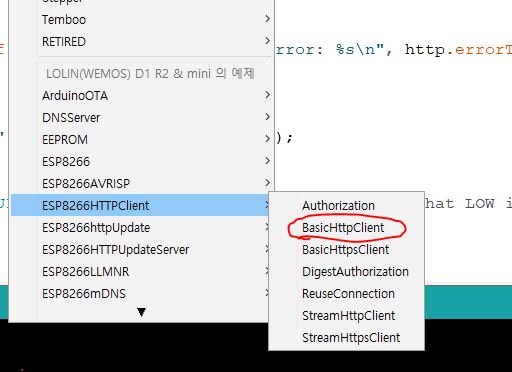 Stepper
Temboo
RETIRED
LOLIN(WEMOS) D1 R2 & mini 의 예제
ArduinoOTA
DNSServer
EEPROM
ESP8266
ESP8266AVRISP
ESP8266HTTPClient
ESP8266httpUpdate
ESP8266HTTPUpdateServer
ESP8266LLMNR
ESP8266mDNS
Authorization
BasicHttpClient
BasicHttpsClient
DigestAuthorization
ReuseConnection
StreamHttpClient
StreamHttpsClient
rror: %s\n", http.errorT
);
hat LOW i